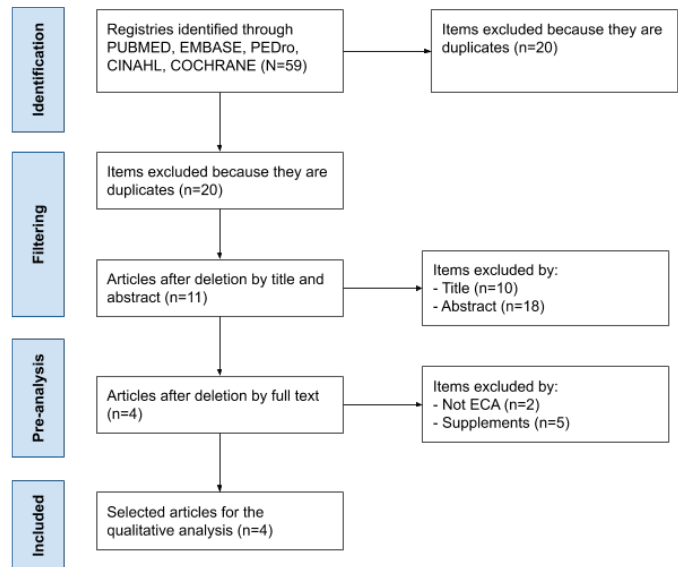 Identification
Registries identified through
PUBMED, EMBASE, PEDro,
CINAHL, COCHRANE (N=59)
Items excluded because they are
duplicates (n=20)
Filtering
Items excluded because they are
duplicates (n=20)
Articles after deletion by title and
abstract (n=11)
Items excluded by:
- Title (n=10)
- Abstract (n=18)
Pre-analysis
Articles after deletion by full text
(n=4)
Items excluded by:
- Not ECA (n=2)
- Supplements (n=5)
Included
Selected articles for the
qualitative analysis (n=4)